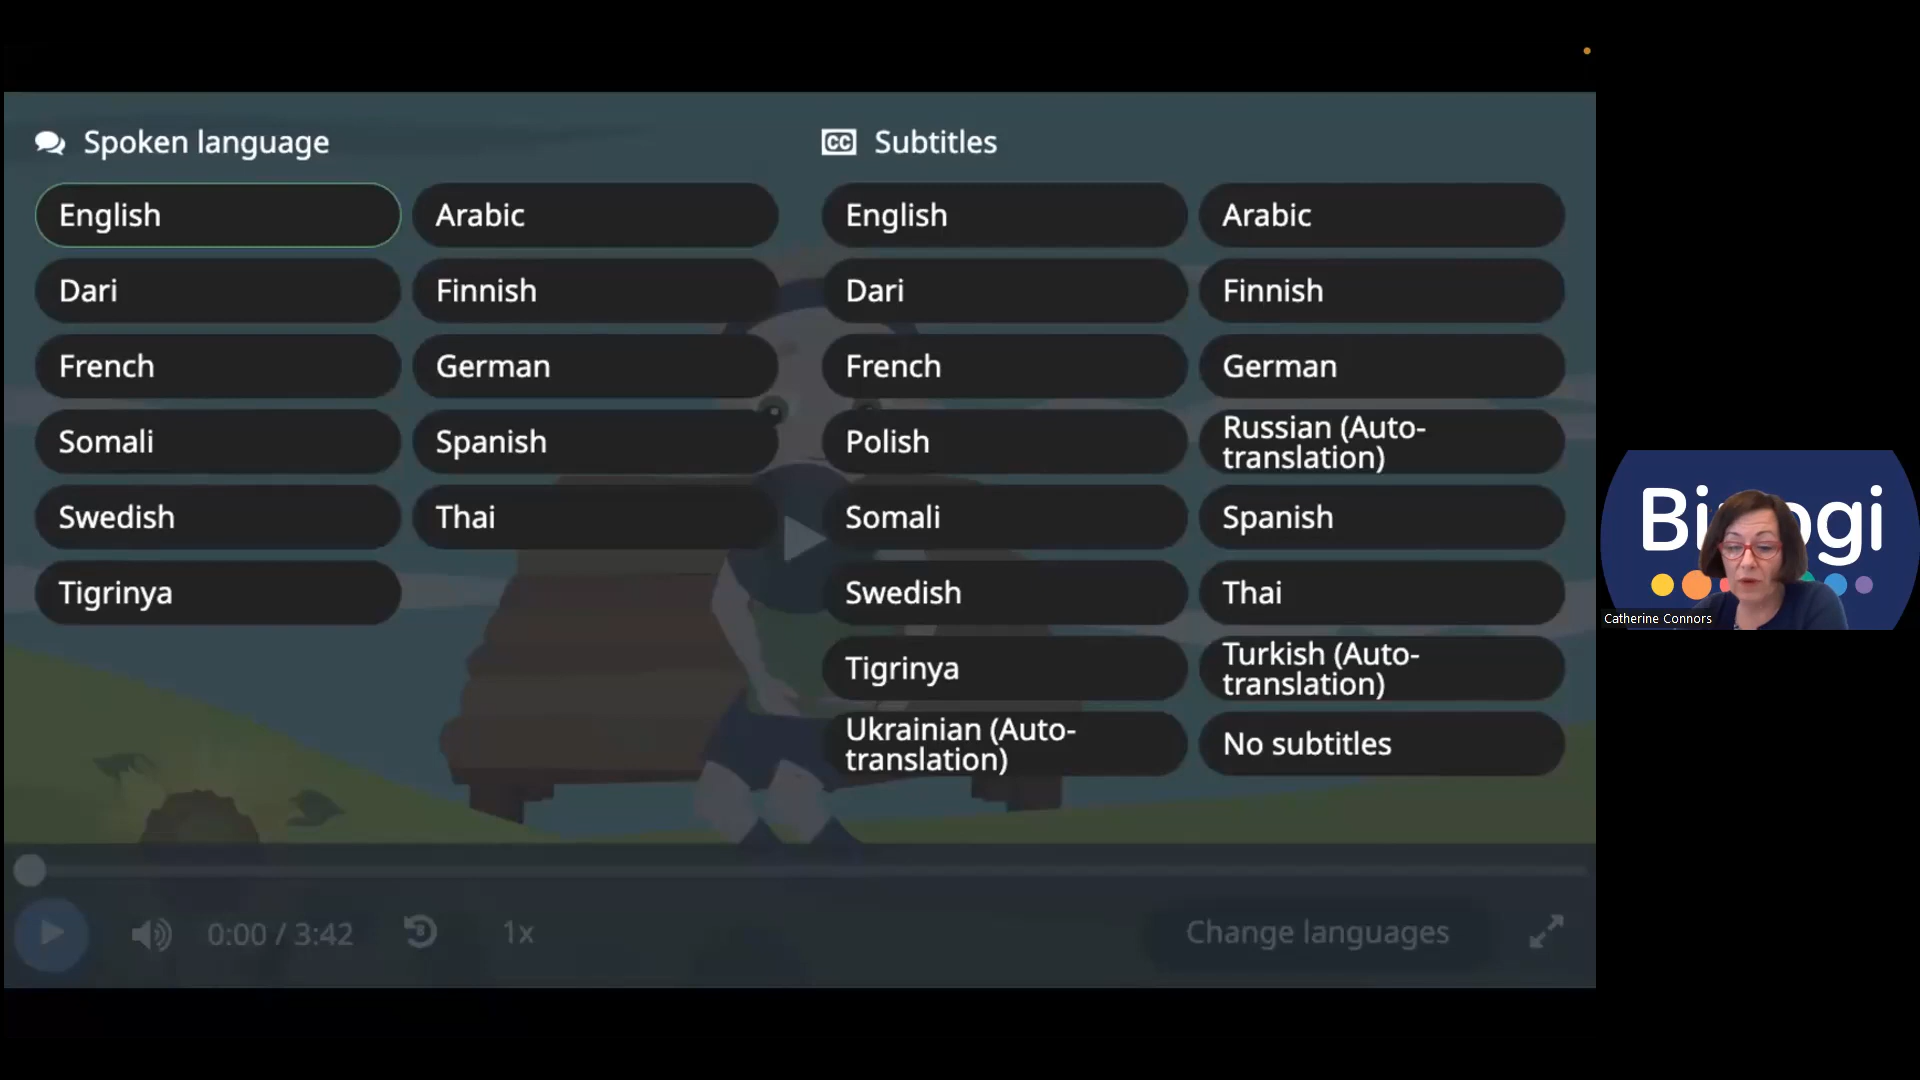 Spoken language
English
Arabic
Dari
Finnish
French
German
Somali
Spanish
Swedish
Thai
Tigrinya
CC Subtitles
English
Arabic
Dari
Finnish
French
German
Polish
Russian (Auto-
translation)
Somali
Spanish
Swedish
Thai
Tigrinya
Turkish (Auto-
translation)
Ukrainian (Auto-
translation)
No subtitles
0:00 / 3:42
1x
Change languages
Catherine Connors